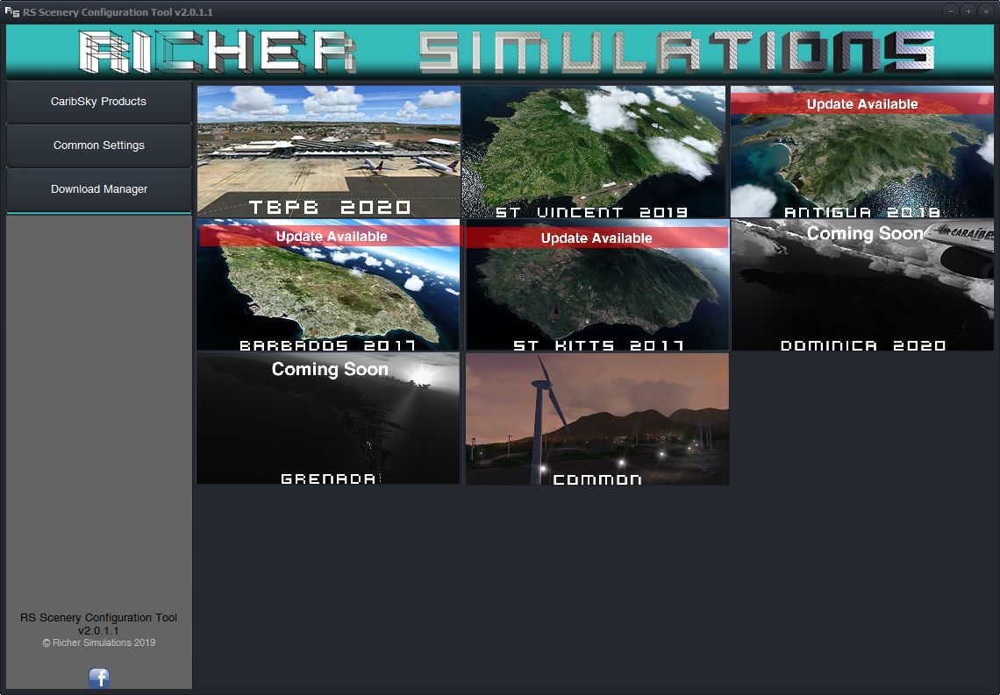 RS Scenery Configuration Tool v2.0.1.1
RICHER SIMULATIONS
CaribSky Products
Common Settings
Download Manager
TBPB 2020
ST VINCENT 2019
Update Available
ANTIGUA 2018
Update Available
BARBADOS 2017
Update Available
ST KITTS 2017
Coming Soon
AIR CARAÏBES
DOMINICA 2020
Coming Soon
GRENADA
COMMON
RS Scenery Configuration Tool
v2.0.1.1
© Richer Simulations 2019